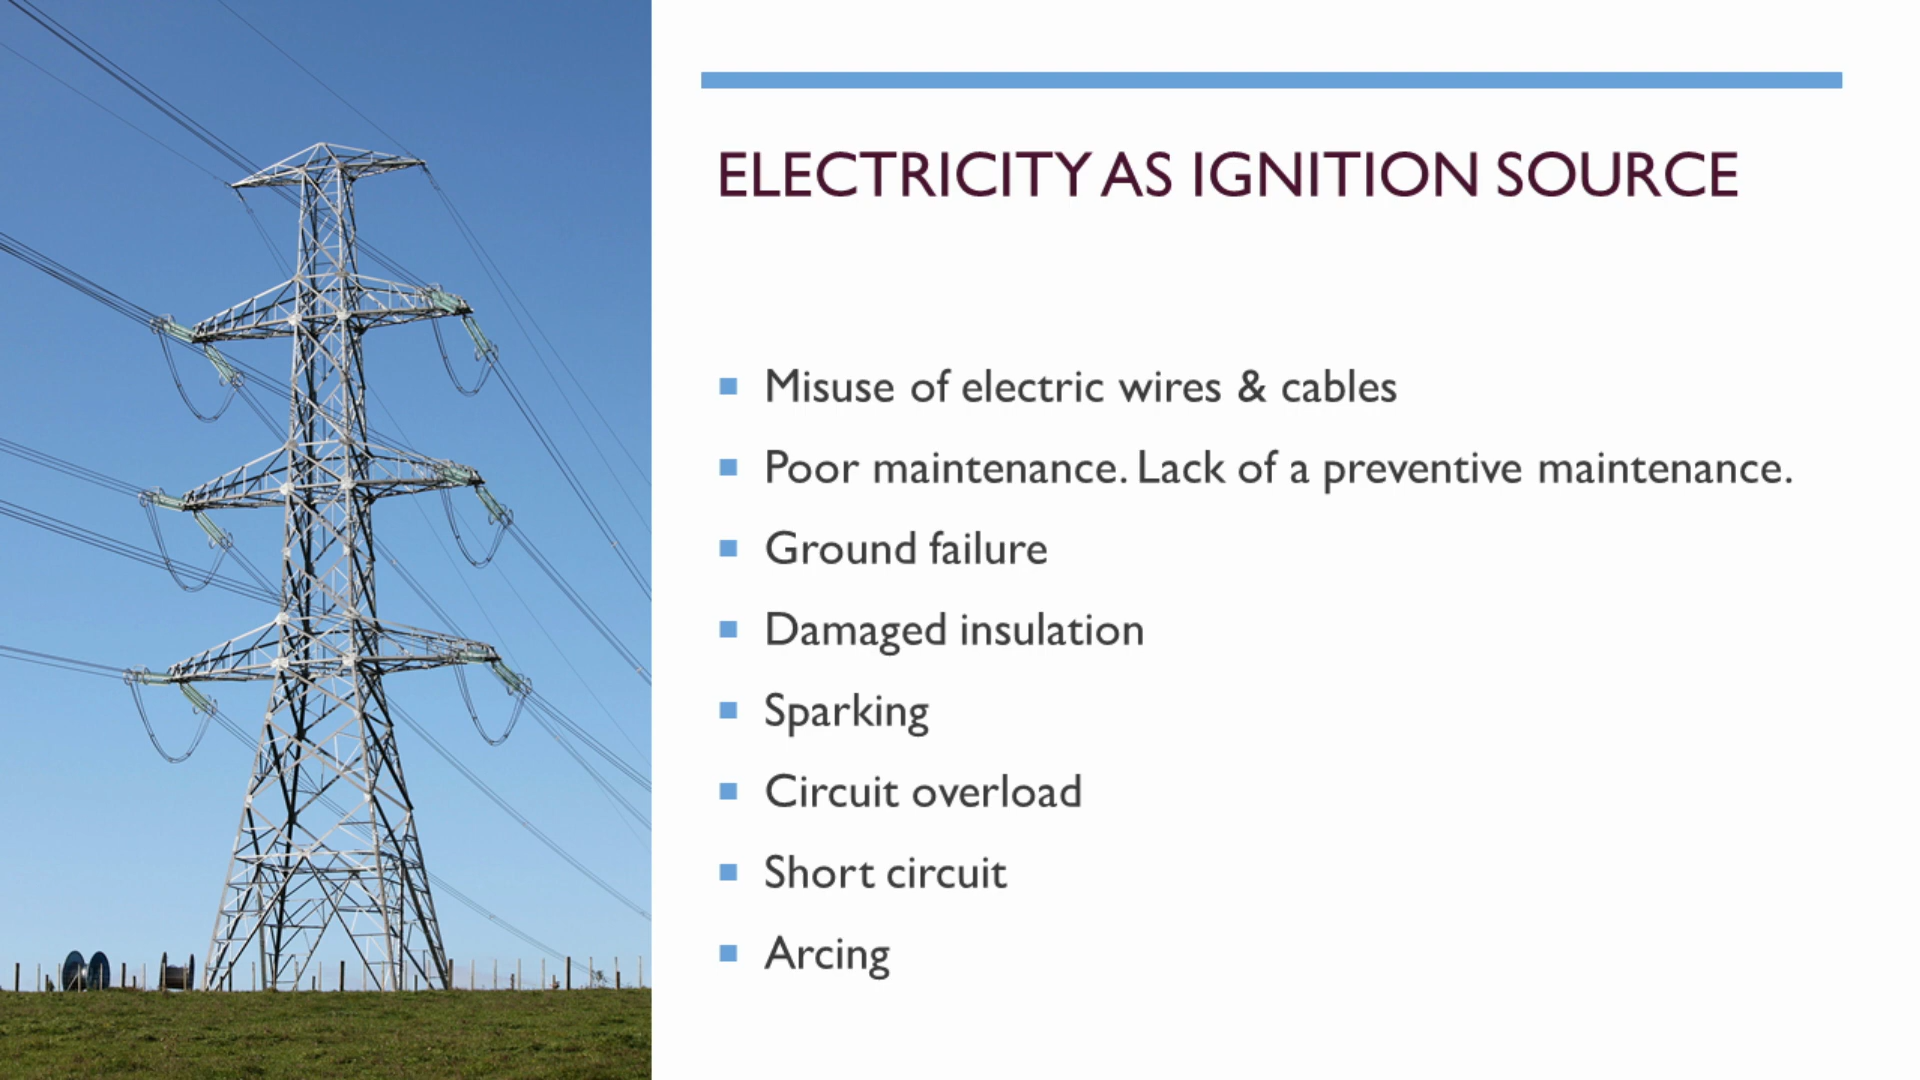 ELECTRICITY AS IGNITION SOURCE
Misuse of electric wires & cables
Poor maintenance. Lack of a preventive maintenance.
Ground failure
Damaged insulation
Sparking
Circuit overload
Short circuit
Arcing